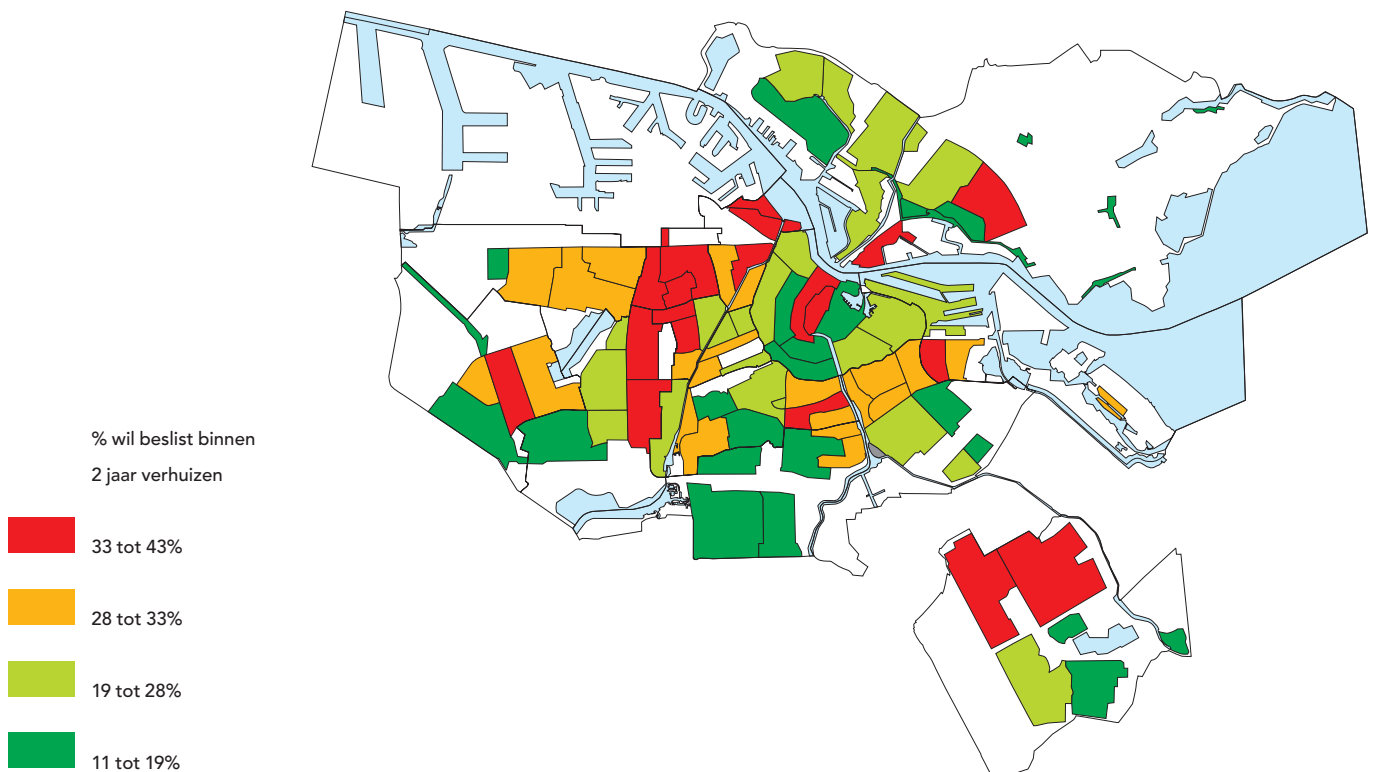 % wil beslist binnen
2 jaar verhuizen
33 tot 43%
28 tot 33%
19 tot 28%
11 tot 19%